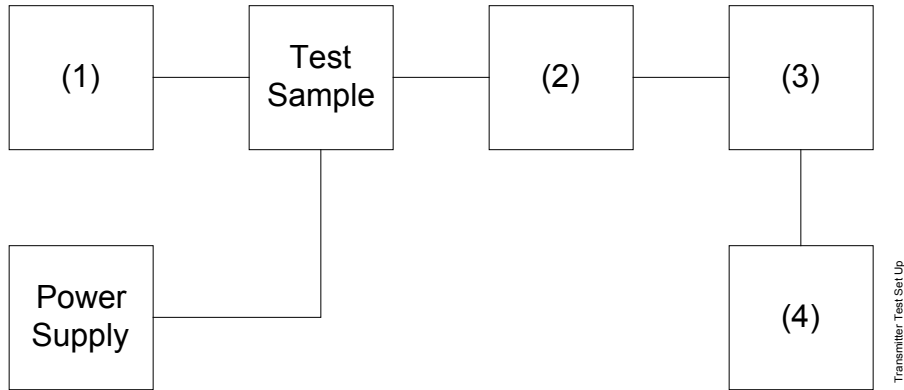 (1)
Test
Sample
(2)
(3)
Power
Supply
(4)
Transmitter Test Set Up